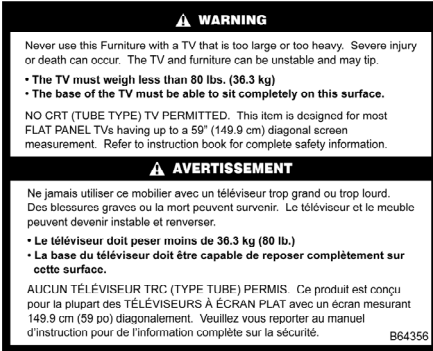 WARNING
Never use this Furniture with a TV that is too large or too heavy. Severe injury
or death can occur. The TV and furniture can be unstable and may tip.
• The TV must weigh less than 80 lbs. (36.3 kg)
• The base of the TV must be able to sit completely on this surface.
NO CRT (TUBE TYPE) TV PERMITTED. This item is designed for most
FLAT PANEL TVs having up to a 59" (149.9 cm) diagonal screen
measurement. Refer to instruction book for complete safety information.
AVERTISSEMENT
Ne jamais utiliser ce mobilier avec un téléviseur trop grand ou trop lourd.
Des blessures graves ou la mort peuvent survenir. Le téléviseur et le meuble
peuvent devenir instable et renverser.
• Le téléviseur doit peser moins de 36.3 kg (80 lb.)
• La base du téléviseur doit être capable de reposer complètement sur
cette surface.
AUCUN TÉLÉVISEUR TRC (TYPE TUBE) PERMIS. Ce produit est conçu
pour la plupart des TÉLÉVISEURS À ÉCRAN PLAT avec un écran mesurant
149.9 cm (59 po) diagonalement. Veuillez vous reporter au manuel
d'instruction pour de l'information complète sur la sécurité.
B64356